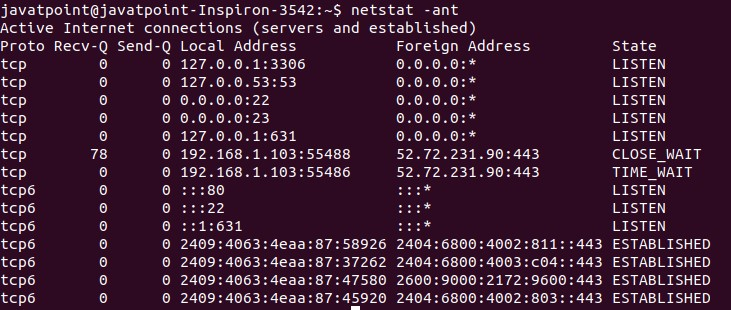 javatpoint@javatpoint-Inspiron-3542:~$ netstat -ant
Active Internet connections (servers and established)
Proto Recv-Q Send-Q Local Address           Foreign Address         State
tcp        0      0 127.0.0.1:3306          0.0.0.0:*               LISTEN
tcp        0      0 127.0.0.53:53           0.0.0.0:*               LISTEN
tcp        0      0 0.0.0.0:22              0.0.0.0:*               LISTEN
tcp        0      0 0.0.0.0:23              0.0.0.0:*               LISTEN
tcp        0      0 127.0.0.1:631           0.0.0.0:*               LISTEN
tcp       78      0 192.168.1.103:55488     52.72.231.90:443        CLOSE_WAIT
tcp        0      0 192.168.1.103:55486     52.72.231.90:443        TIME_WAIT
tcp6       0      0 :::80                   :::*                    LISTEN
tcp6       0      0 :::22                   :::*                    LISTEN
tcp6       0      0 ::1:631                 :::*                    LISTEN
tcp6       0      0 2409:4063:4eaa:87:58926 2404:6800:4002:811::443 ESTABLISHED
tcp6       0      0 2409:4063:4eaa:87:37262 2404:6800:4003:c04::443 ESTABLISHED
tcp6       0      0 2409:4063:4eaa:87:47580 2600:9000:2172:9600:443 ESTABLISHED
tcp6       0      0 2409:4063:4eaa:87:45920 2404:6800:4002:803::443 ESTABLISHED